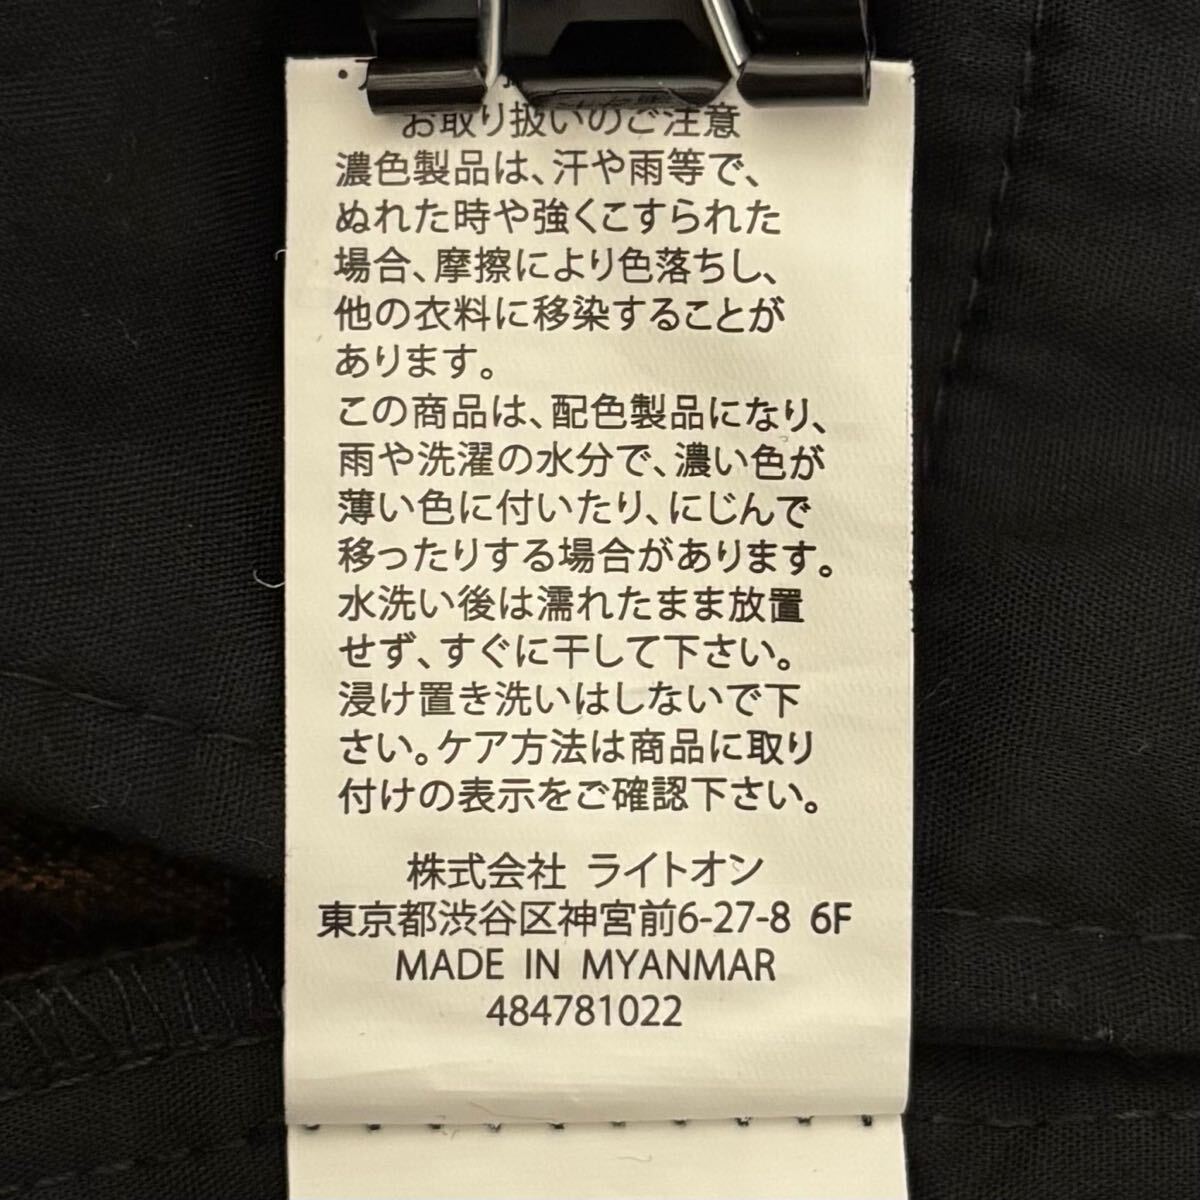 お取り扱いのご注意
濃色製品は、汗や雨等で、
ぬれた時や強くこすられた
場合、摩擦により色落ちし、
他の衣料に移染することが
あります。
この商品は、配色製品になり、
雨や洗濯の水分で、濃い色が
薄い色に付いたり、にじんで
移ったりする場合があります。
水洗い後は濡れたまま放置
せず、すぐに干して下さい。
浸け置き洗いはしないで下
さい。ケア方法は商品に取り
付けの表示をご確認下さい。
株式会社 ライトオン
東京都渋谷区神宮前6-27-8 6F
MADE IN MYANMAR
484781022